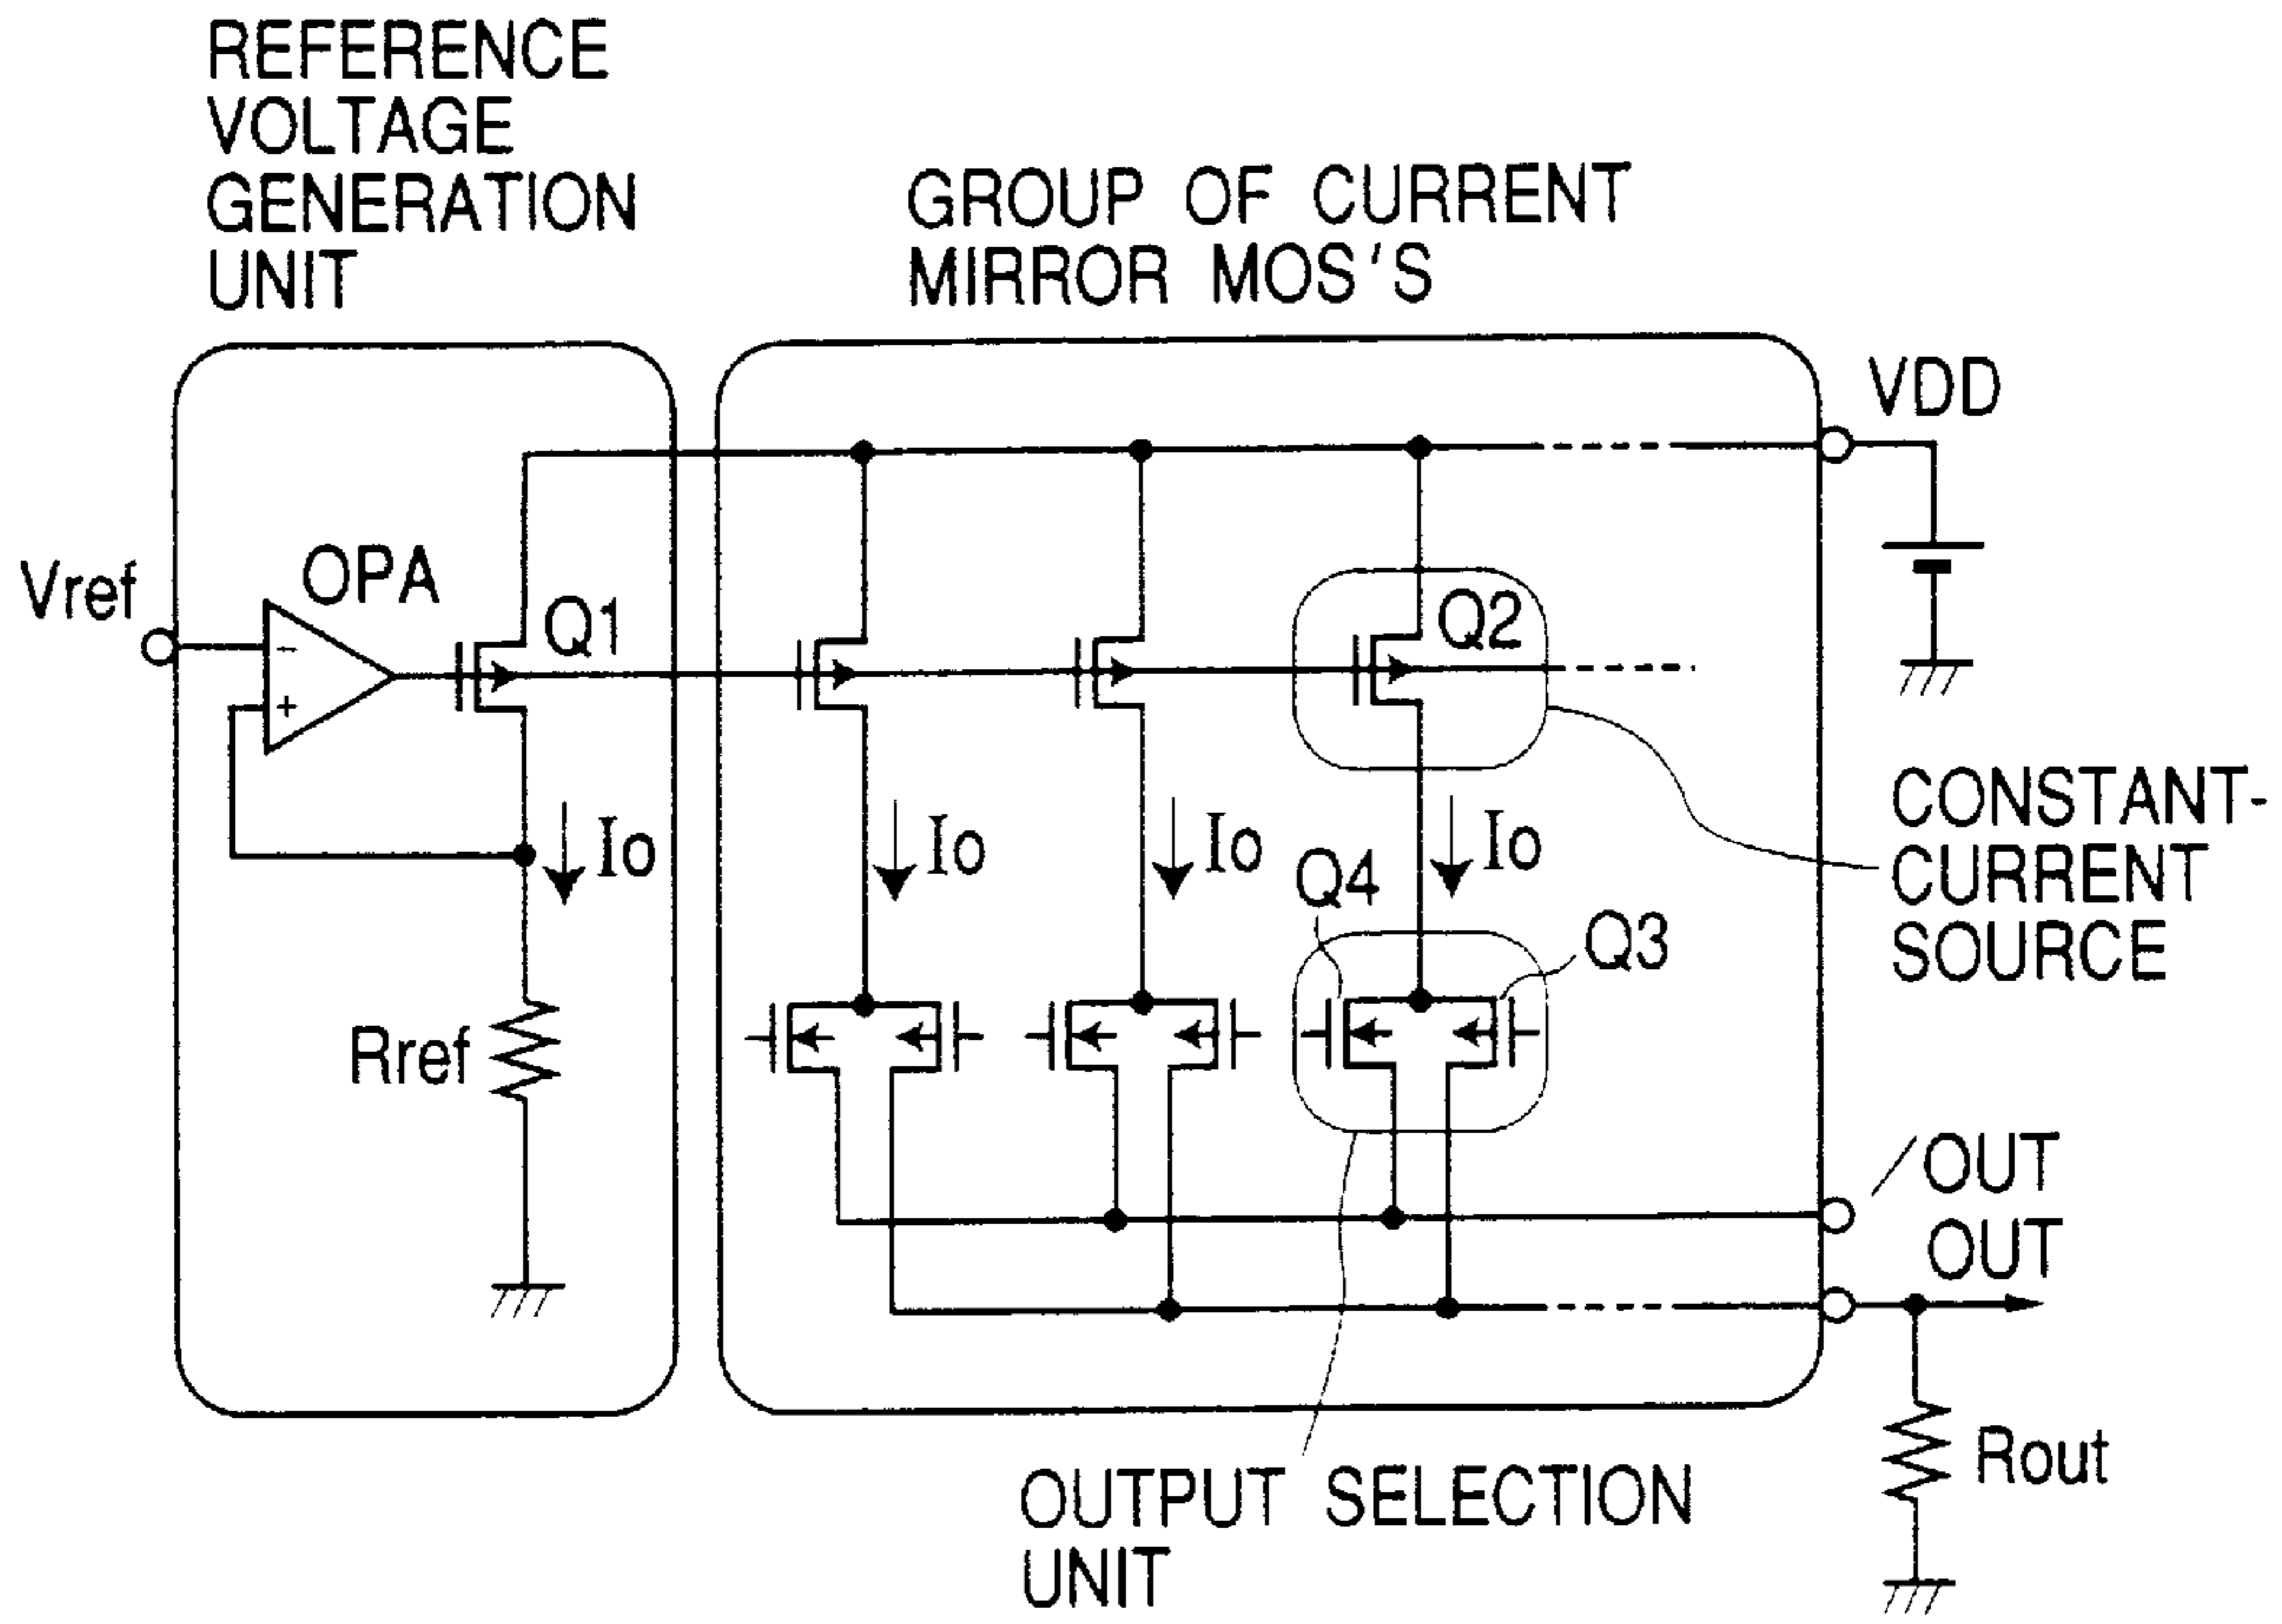 REFERENCE
VOLTAGE
GENERATION
UNIT
GROUP OF CURRENT
MIRROR MOS'S
VDD
Vref
OPA
Q1
Q2
-
+
Io
Io
Io
Io
CONSTANT-
CURRENT
SOURCE
Q4
Q3
Rref
/OUT
OUT
Rout
OUTPUT SELECTION
UNIT